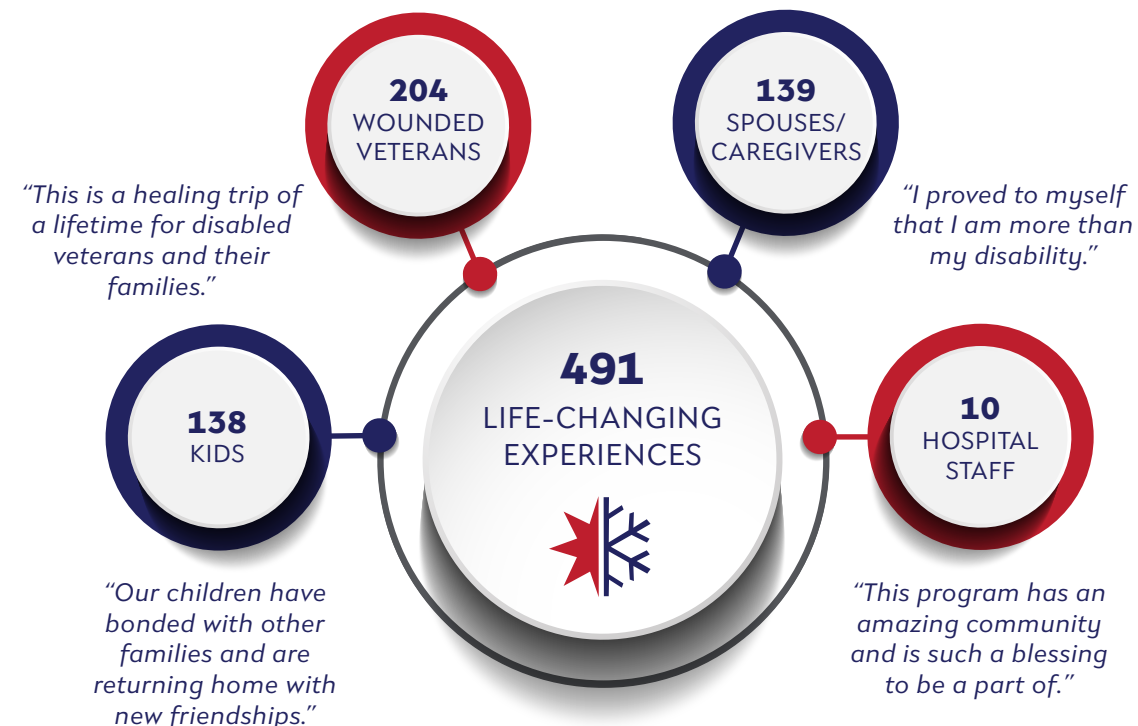 204
WOUNDED
VETERANS
139
SPOUSES/
CAREGIVERS
“This is a healing trip of
a lifetime for disabled
veterans and their
families.”
“I proved to myself
that I am more than
my disability.”
491
LIFE-CHANGING
EXPERIENCES
138
KIDS
10
HOSPITAL
STAFF
“Our children have
bonded with other
families and are
returning home with
new friendships.”
“This program has an
amazing community
and is such a blessing
to be a part of.”